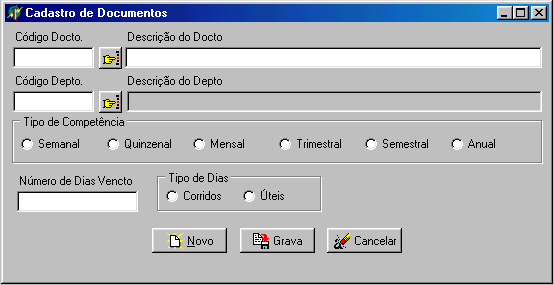 Cadastro de Documentos
Código Docto. Descrição do Docto
Código Depto. Descrição do Depto
Tipo de Competência
Semanal Quinzenal Mensal Trimestral Semestral Anual
Número de Dias Vencto Tipo de Dias
Corridos Úteis
Novo Grava Cancelar